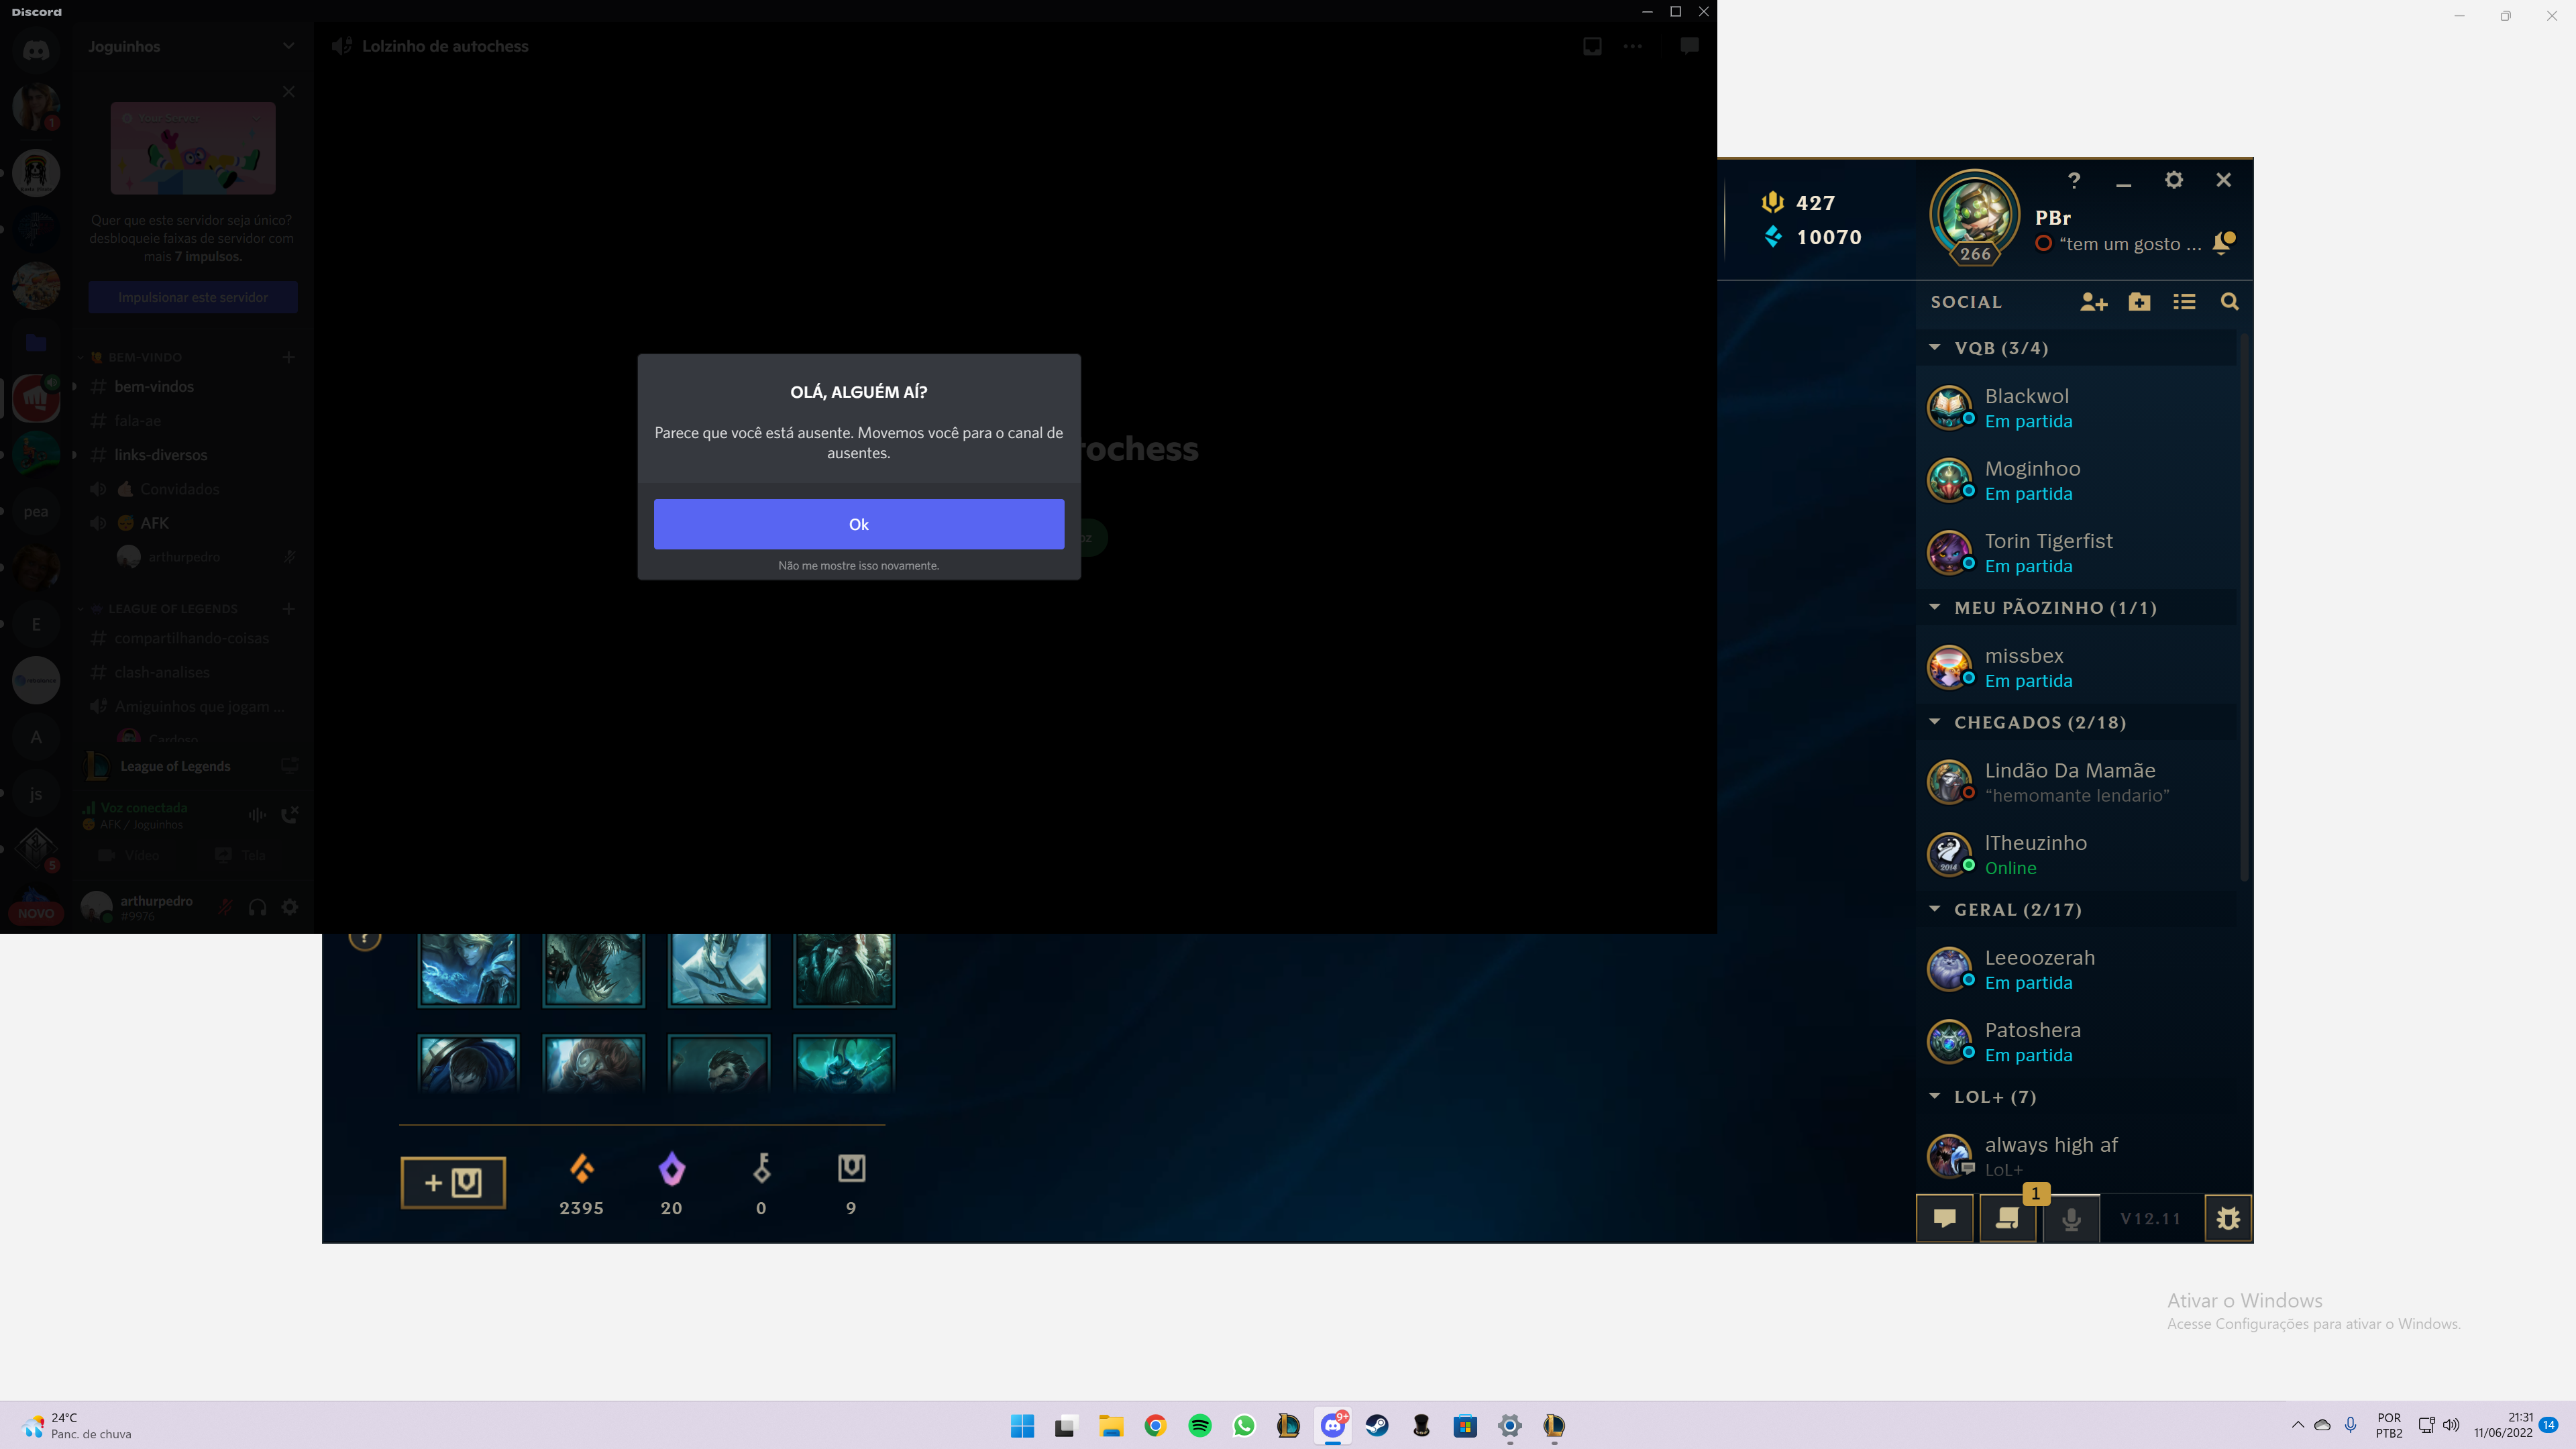 Discord
Joguinhos
Lolzinho de autochess
Your Server
Quer que este servidor seja único?
desbloqueie faixas de servidor com
mais 7 impulsos.
Impulsionar este servidor
BEM-VINDO
bem-vindos
fala-ae
links-diversos
Convidados
AFK
arthurpedro
LEAGUE OF LEGENDS
compartilhando-coisas
clash-analises
Amiguinhos que jogam ...
Cardoso
League of Legends
Voz conectada
AFK / Joguinhos
Vídeo
Tela
arthurpedro
#9976
1
pea
E
A
js
5
NOVO
OLÁ, ALGUÉM AÍ?
Parece que você está ausente. Movemos você para o canal de
ausentes.
Ok
Não me mostre isso novamente.
ochess
oz
427
10070
266
PBr
“tem um gosto ...
?
SOCIAL
VQB (3/4)
Blackwol
Em partida
Moginhoo
Em partida
Torin Tigerfist
Em partida
MEU PÃOZINHO (1/1)
missbex
Em partida
CHEGADOS (2/18)
Lindão Da Mamãe
“hemomante lendario”
lTheuzinho
Online
2014
GERAL (2/17)
Leeoozerah
Em partida
Patoshera
Em partida
LOL+ (7)
always high af
LoL+
1
V12.11
?
+
2395
20
0
9
Ativar o Windows
Acesse Configurações para ativar o Windows.
24°C
Panc. de chuva
9+
POR
PTB2
21:31
11/06/2022
14